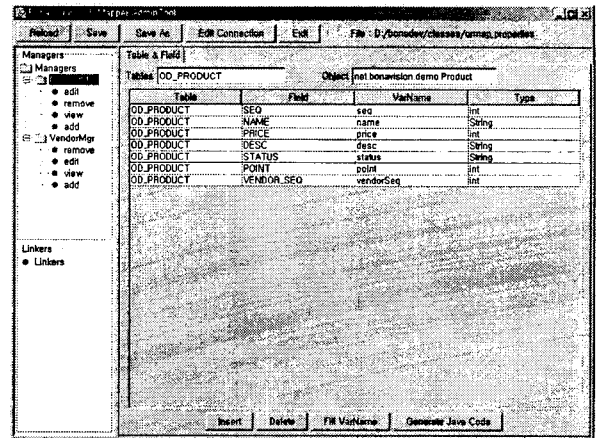 Mapper AdminTool
Reload Save Save As Edit Connection Exit File : D:/bonadev/classes/ormap.properties
Managers
Managers
edit
remove
view
add
VendorMgr
remove
edit
view
add
Linkers
Linkers
Table & Field
Tables OD_PRODUCT Object net bonavision demo Product
Table Field VarName Type
OD_PRODUCT SEQ seq int
OD_PRODUCT NAME name String
OD_PRODUCT PRICE price int
OD_PRODUCT DESC desc String
OD_PRODUCT STATUS status String
OD_PRODUCT POINT point int
OD_PRODUCT VENDOR_SEQ vendorSeq int
Insert Delete Fill VarName Generate Java Code